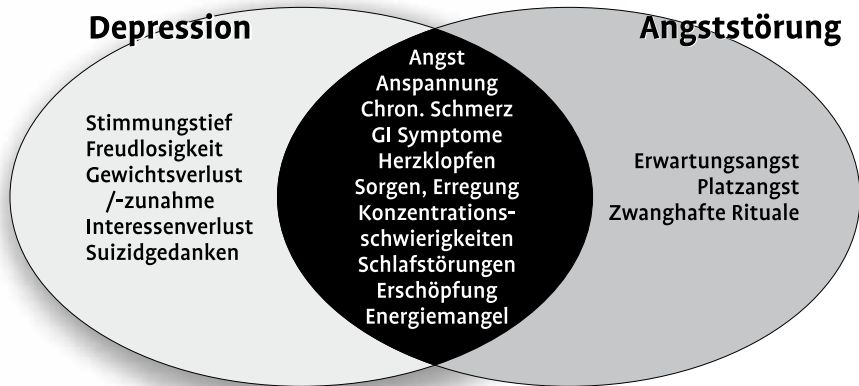 Depression
Angststörung
Stimmungstief
Freudlosigkeit
Gewichtsverlust
/-zunahme
Interessenverlust
Suizidgedanken
Angst
Anspannung
Chron. Schmerz
GI Symptome
Herzklopfen
Sorgen, Erregung
Konzentrations-
schwierigkeiten
Schlafstörungen
Erschöpfung
Energiemangel
Erwartungsangst
Platzangst
Zwanghafte Rituale